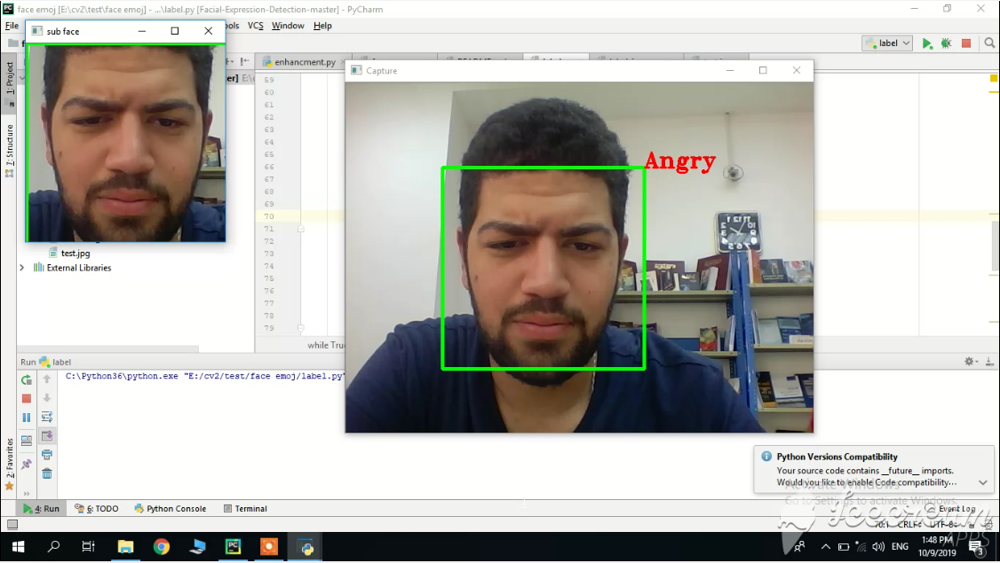 face emoj [E:\cv2\test\face emoj] - ...\label.py [Facial-Expression-Detection-master] - PyCharm
File
VCS Window Help
label
sub face
1: Project
7: Structure
2: Favorites
enhancment.py
Capture
Angry
59
60
61
62
63
64
65
66
67
68
69
70
71
72
73
74
75
76
77
78
79
test.jpg
External Libraries
Run label
C:\Python36\python.exe "E:/cv2/test/face emoj/label.py"
Python Versions Compatibility
Your source code contains __future__ imports.
Would you like to enable Code compatibility...
Activate Windows
Go to Settings to activate Windows.
4: Run
6: TODO
Python Console
Terminal
Event Log
70:1 CRLF UTF-8
Icecream
APPS
ENG
1:48 PM
10/9/2019
3